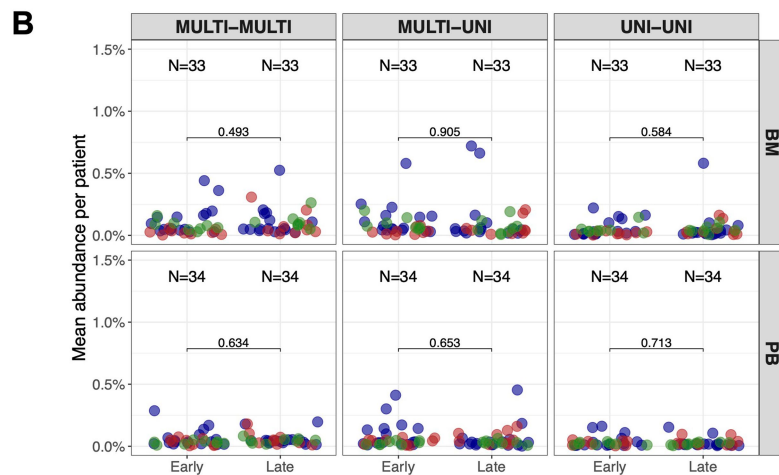 B
MULTI–MULTI MULTI–UNI UNI–UNI
Mean abundance per patient
1.5%
N=33 N=33 N=33 N=33 N=33 N=33
1.0%
0.493 0.905 0.584
0.5%
0.0%
BM
1.5%
N=34 N=34 N=34 N=34 N=34 N=34
1.0%
0.634 0.653 0.713
0.5%
0.0%
PB
Early Late Early Late Early Late